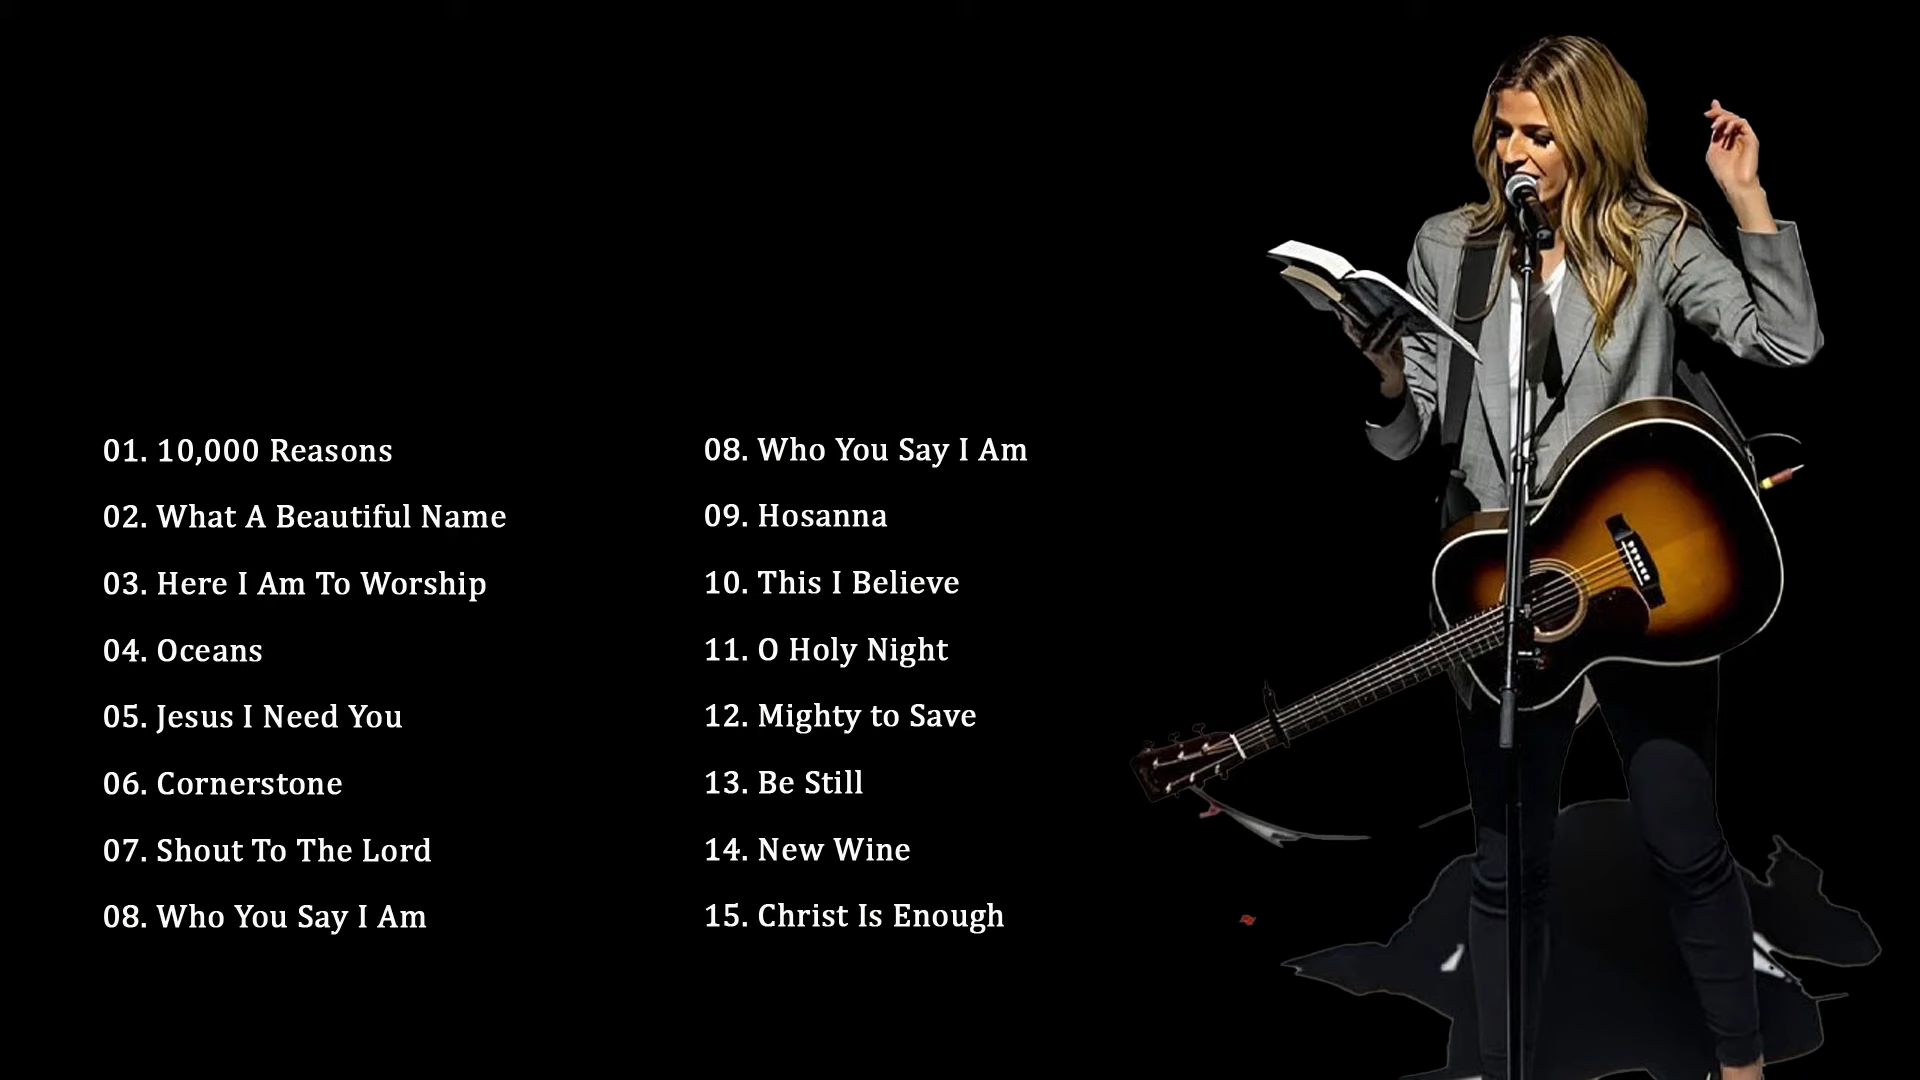 01. 10,000 Reasons
02. What A Beautiful Name
03. Here I Am To Worship
04. Oceans
05. Jesus I Need You
06. Cornerstone
07. Shout To The Lord
08. Who You Say I Am
08. Who You Say I Am
09. Hosanna
10. This I Believe
11. O Holy Night
12. Mighty to Save
13. Be Still
14. New Wine
15. Christ Is Enough